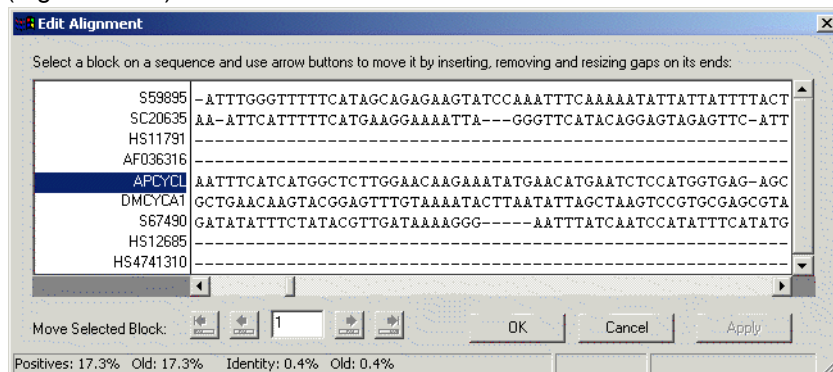 Edit Alignment
Select a block on a sequence and use arrow buttons to move it by inserting, removing and resizing gaps on its ends:
S59895 -ATTTGGGTTTTTCATAGCAGAGAAGTATCCAAATTTCAAAAATATTATTATTTTACT
SC20635 AA-ATTCATTTTTCATGAAGGAAAATTA---GGGTTCATACAGGAGTAGAGTTC-ATT
HS11791 ----------------------------------------------------------
AF036316 ----------------------------------------------------------
APCYCL AATTTCATCATGGCTCTTGGAACAAGAAATATGAACATGAATCTCCATGGTGAG-AGC
DMCYCA1 GCTGAACAAGTACGGAGTTTGTAAAATACTTAATATTAGCTAAGTCCGTGCGAGCGTA
S67490 GATATATTTCTATACGTTGATAAAAGGG-----AATTTATCAATCCATATTTCATATG
HS12685 ----------------------------------------------------------
HS4741310 ----------------------------------------------------------
Move Selected Block: 1 OK Cancel Apply
Positives: 17.3% Old: 17.3% Identity: 0.4% Old: 0.4%